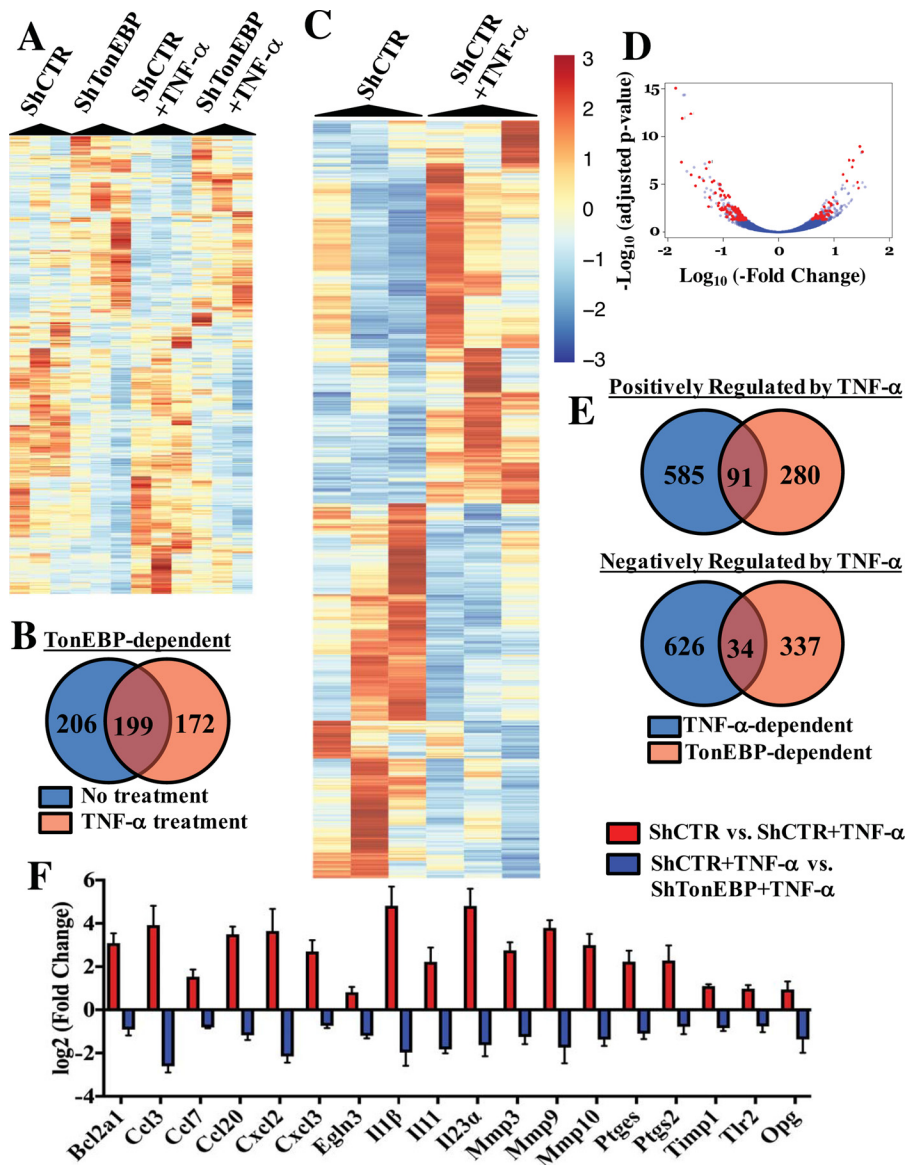 A
ShCTR
ShTonEBP
ShCTR
+TNF-α
ShTonEBP
+TNF-α
B
TonEBP-dependent
206
199
172
No treatment
TNF-α treatment
C
ShCTR
ShCTR
+TNF-α
3
2
1
0
−1
−2
−3
D
-Log10 (adjusted p-value)
15
10
5
0
-2
-1
0
1
2
Log10 (-Fold Change)
E
Positively Regulated by TNF-α
585
91
280
Negatively Regulated by TNF-α
626
34
337
TNF-α-dependent
TonEBP-dependent
F
ShCTR vs. ShCTR+TNF-α
ShCTR+TNF-α vs.
ShTonEBP+TNF-α
log2 (Fold Change)
6
4
2
0
−2
−4
Bcl2a1
Ccl3
Ccl7
Ccl20
Cxcl2
Cxcl3
Egln3
Il1β
Il11
Il23α
Mmp3
Mmp9
Mmp10
Ptges
Ptgs2
Timp1
Tlr2
Opg